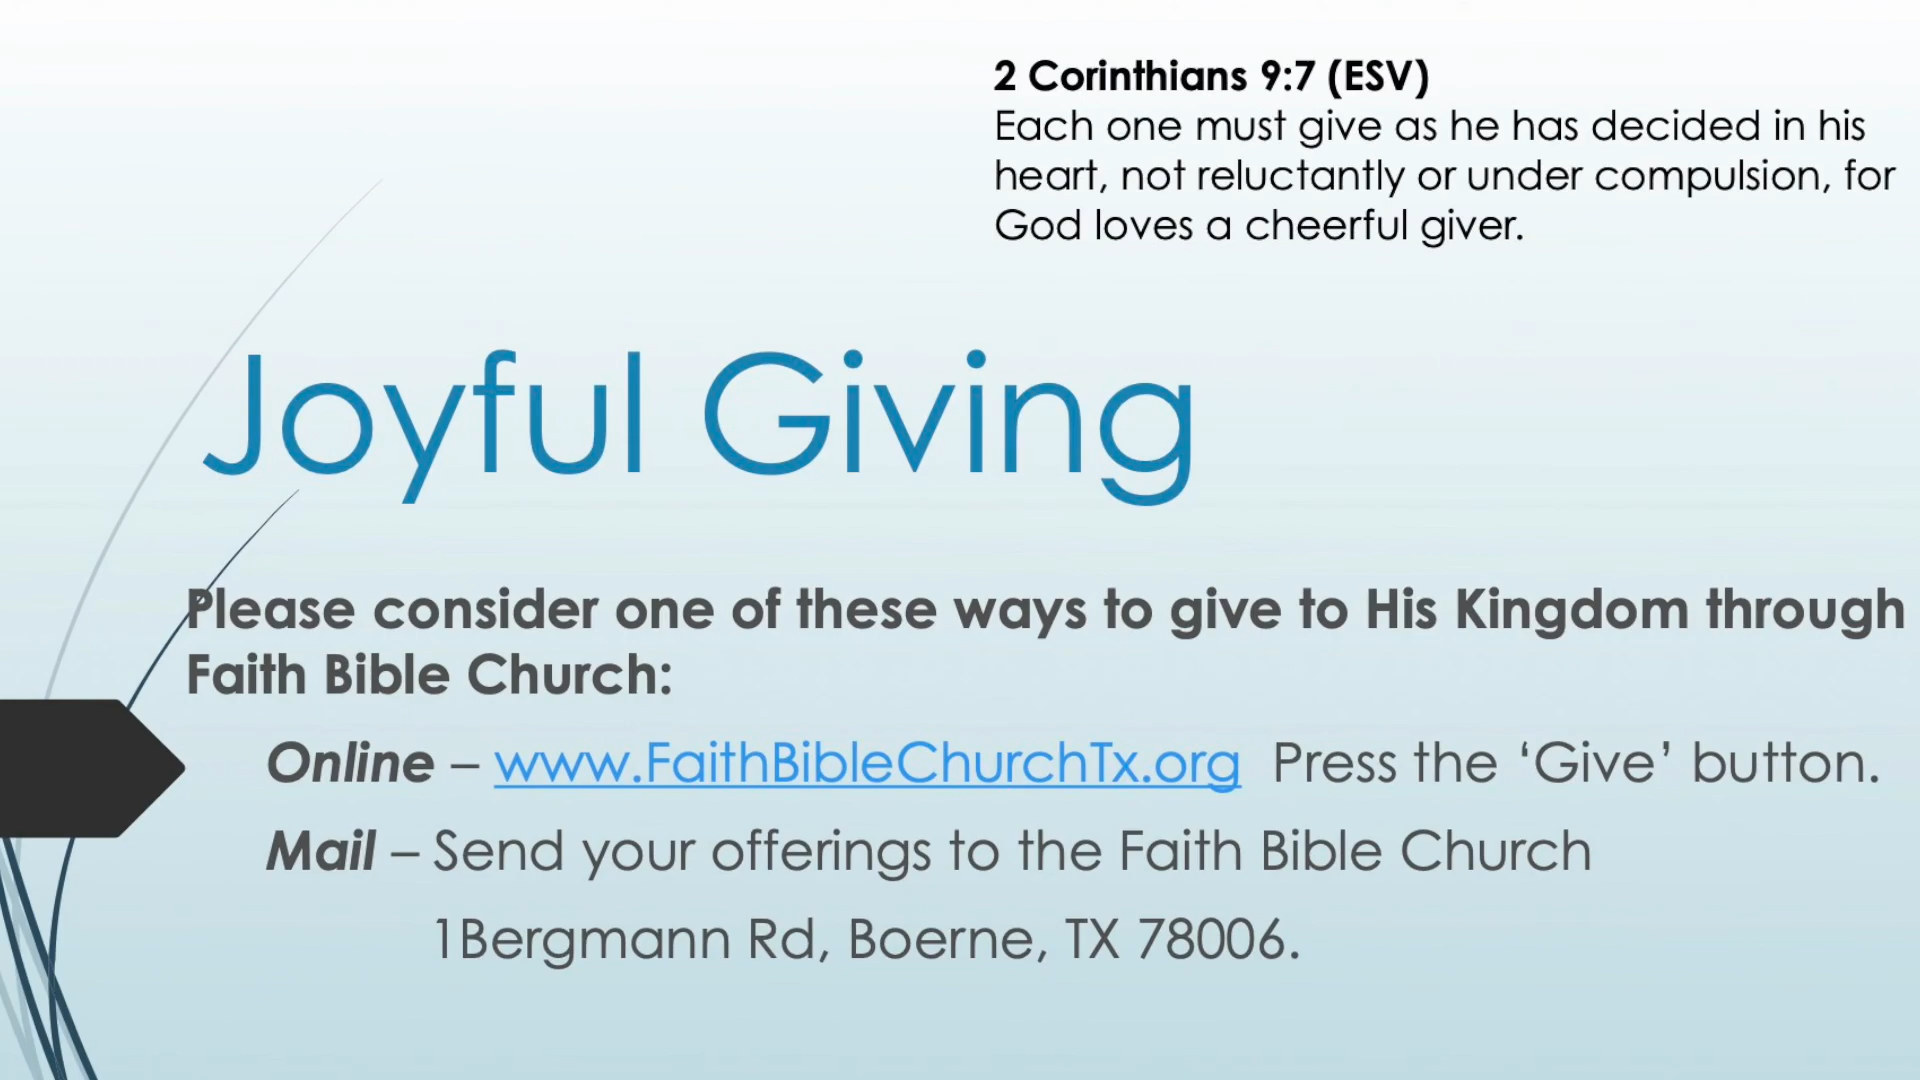 2 Corinthians 9:7 (ESV)
Each one must give as he has decided in his
heart, not reluctantly or under compulsion, for
God loves a cheerful giver.
Joyful Giving
Please consider one of these ways to give to His Kingdom through
Faith Bible Church:
Online – www.FaithBibleChurchTx.org Press the ‘Give’ button.
Mail – Send your offerings to the Faith Bible Church
1Bergmann Rd, Boerne, TX 78006.